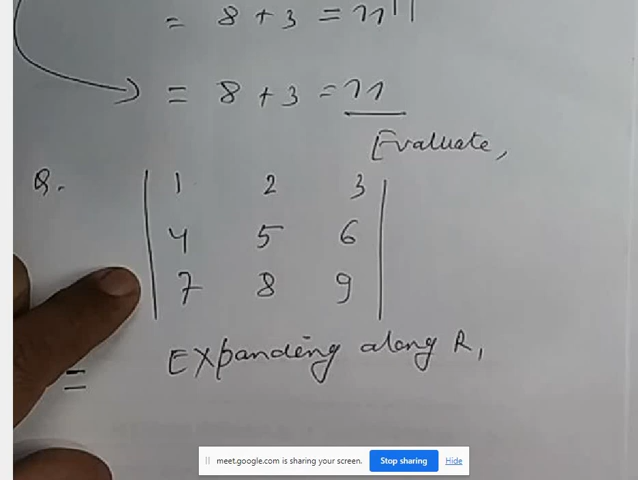 = 8 + 3 = 11
= 8 + 3 = 11
Evaluate,
Q. 1 2 3
4 5 6
7 8 9
= Expanding along R1
meet.google.com is sharing your screen. Stop sharing Hide